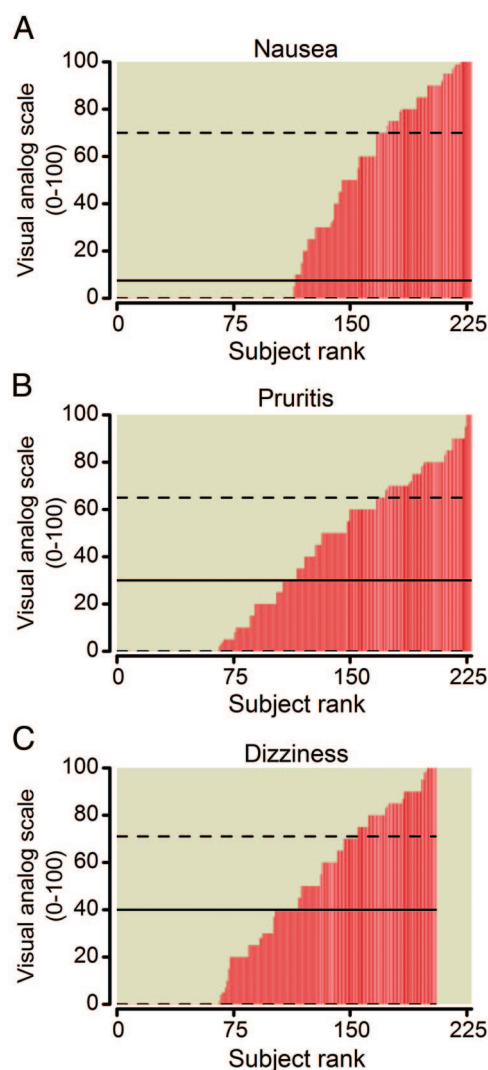 A
Nausea
Visual analog scale
(0-100)
100
80
60
40
20
0
0 75 150 225
Subject rank
B
Pruritis
Visual analog scale
(0-100)
100
80
60
40
20
0
0 75 150 225
Subject rank
C
Dizziness
Visual analog scale
(0-100)
100
80
60
40
20
0
0 75 150 225
Subject rank